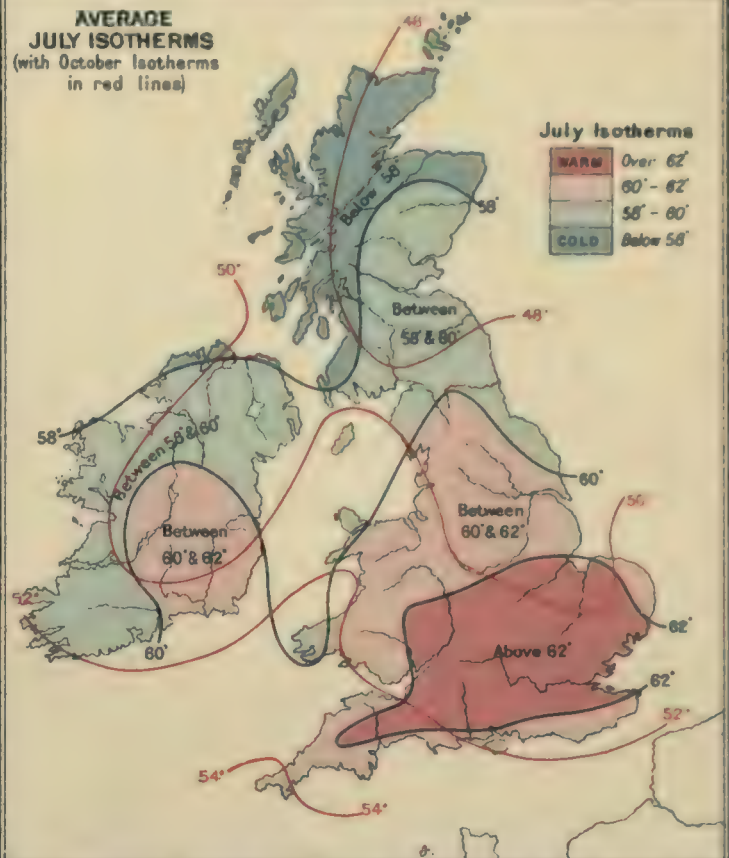 AVERAGE
JULY ISOTHERMS
(with October Isotherms
in red lines)
48°
July Isotherms
WARM Over 62°
60° - 62°
58° - 60°
COLD Below 58°
Below 58°
58°
50°
Between
58° & 60°
48°
58°
Between 58° & 60°
60°
Between
60° & 62°
Between
60° & 62°
50°
52°
60°
62°
Above 62°
62°
52°
54°
54°